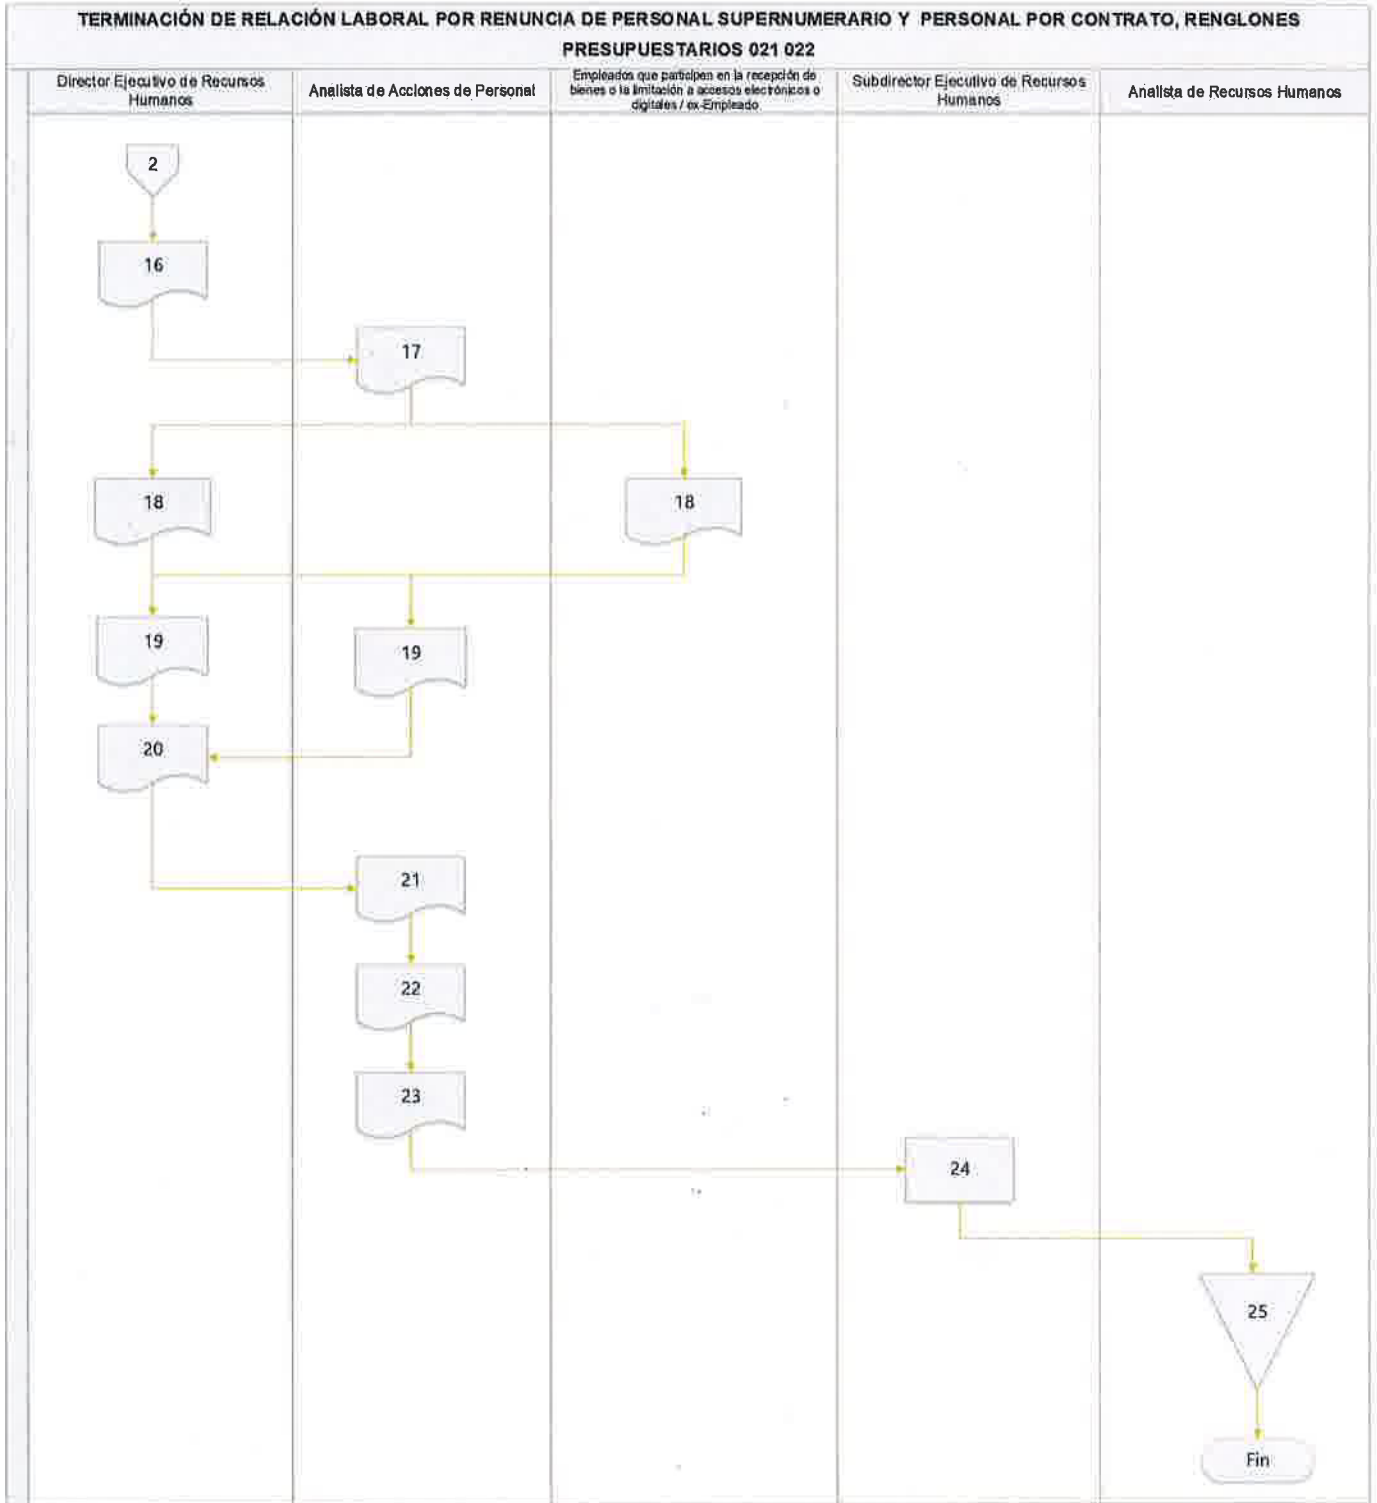 TERMINACIÓN DE RELACIÓN LABORAL POR RENUNCIA DE PERSONAL SUPERNUMERARIO Y PERSONAL POR CONTRATO, RENGLONES
PRESUPUESTARIOS 021 022
Director Ejecutivo de Recursos
Humanos
Analista de Acciones de Personal
Empleados que participen en la recepción de
bienes o la limitación a accesos electrónicos o
digitales / ex-Empleado
Subdirector Ejecutivo de Recursos
Humanos
Analista de Recursos Humanos
2
16
17
18
18
19
19
20
21
22
23
24
25
Fin